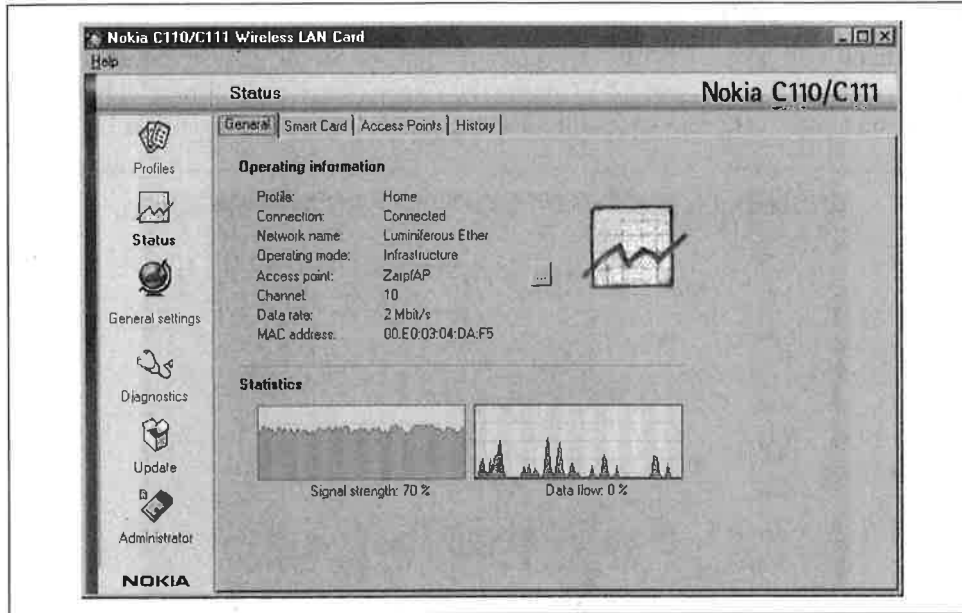 Nokia C110/C111 Wireless LAN Card
Help
Status
Nokia C110/C111
General Smart Card Access Points History
Profiles
Status
General settings
Diagnostics
Update
Administrator
NOKIA
Operating information
Profile: Home
Connection: Connected
Network name: Luminiferous Ether
Operating mode: Infrastructure
Access point: ZarpfAP
...
Channel: 10
Data rate: 2 Mbit/s
MAC address: 00:E0:03:04:DA:F5
Statistics
Signal strength: 70 %
Data flow: 0 %